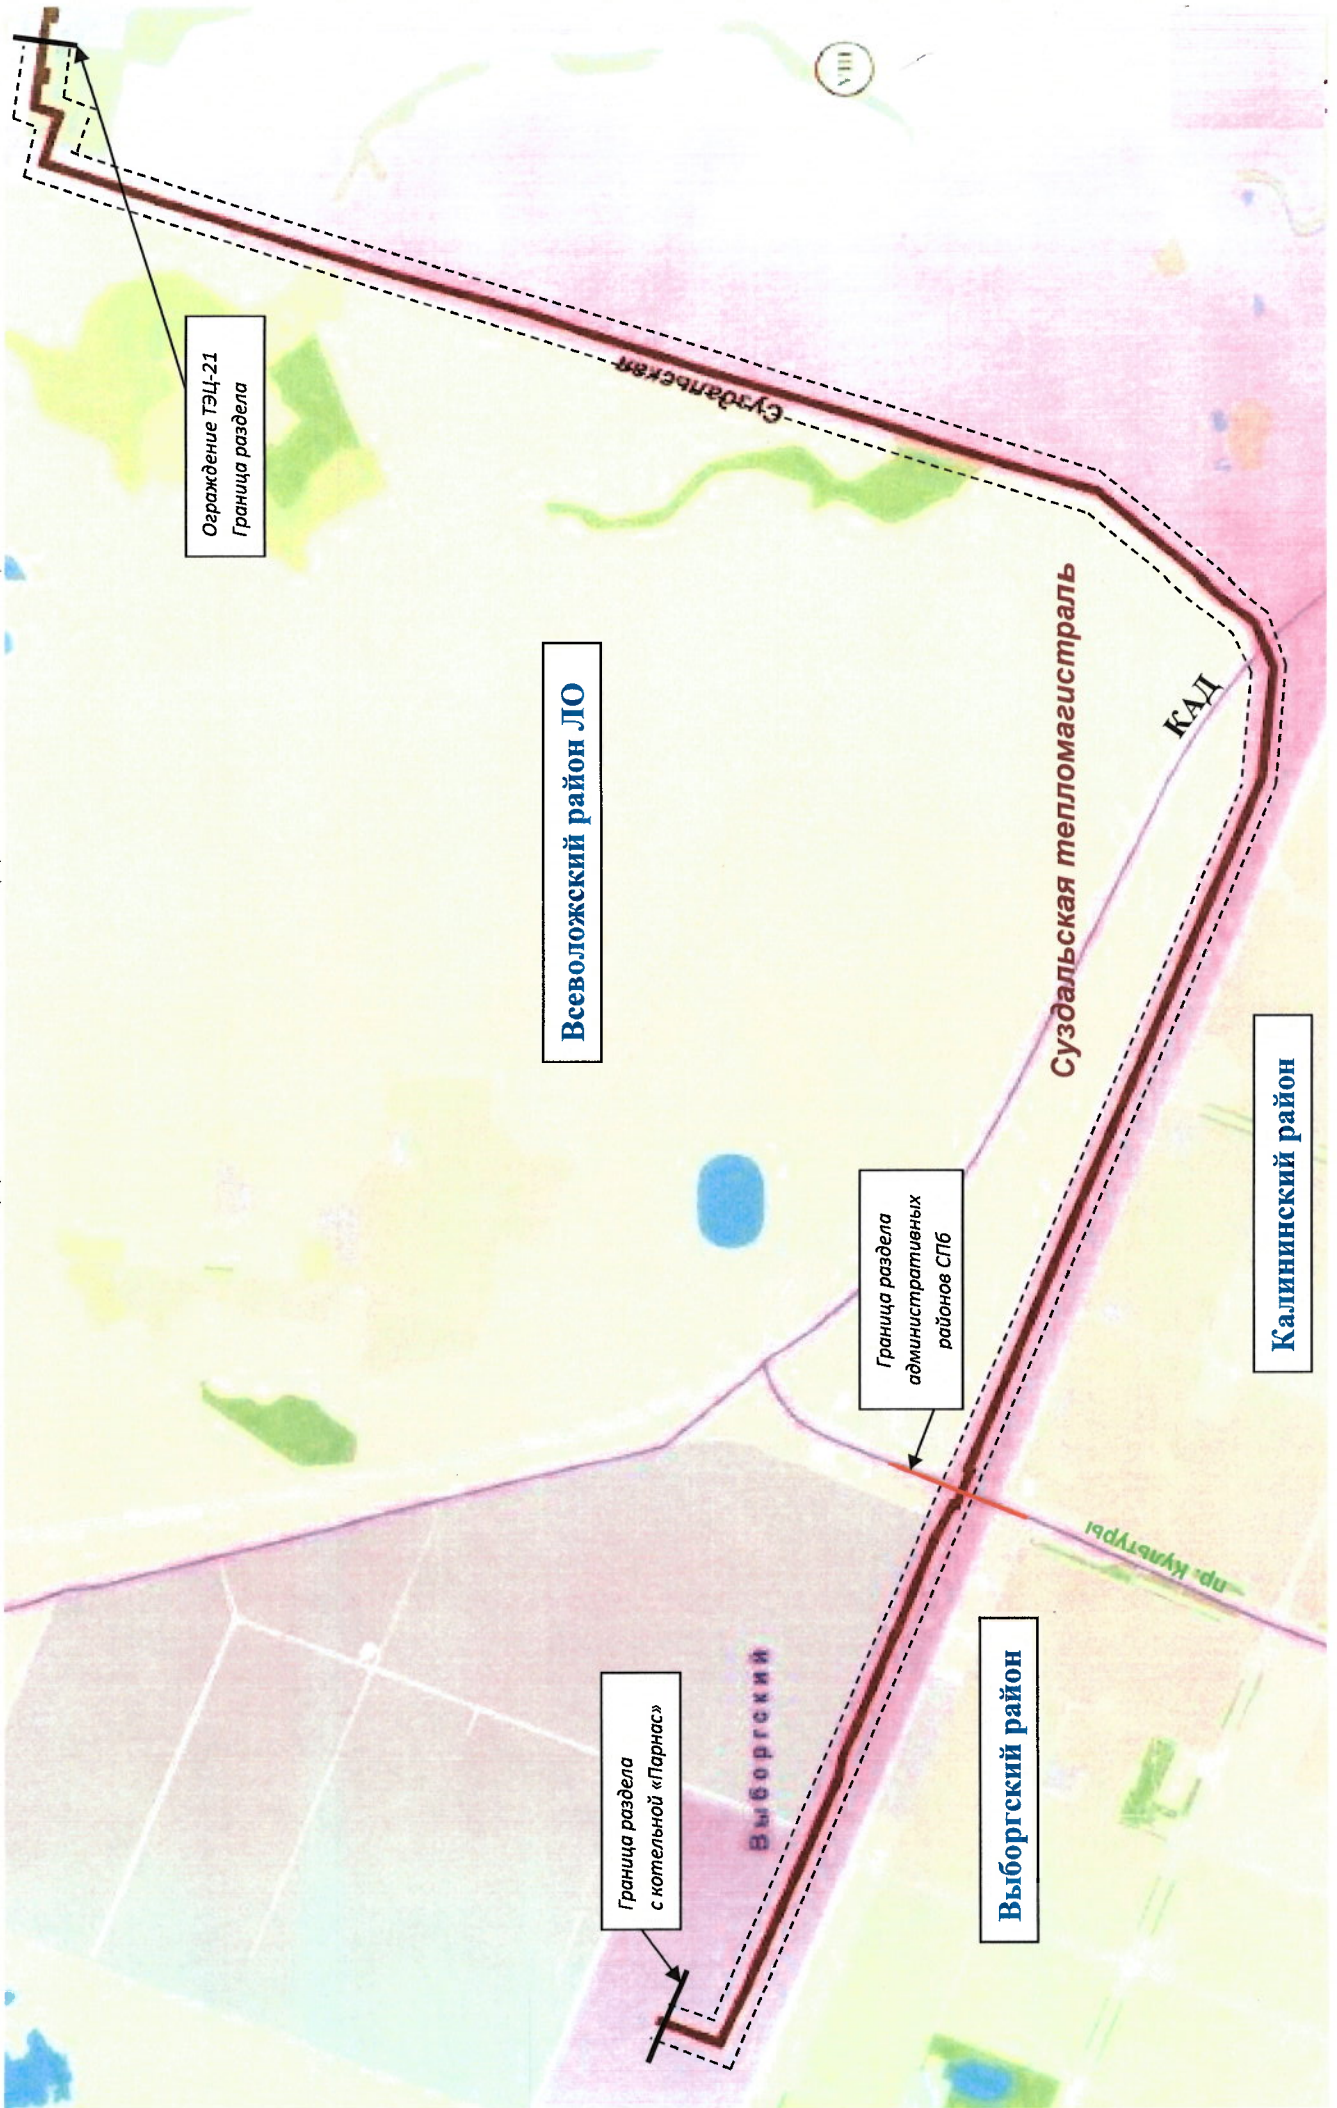 Граница раздела
с котельной «Парнас»
Выборгский
Выборгский район
пр. Культуры
Граница раздела
административных
районов СПб
Калининский район
Всеволожский район ЛО
Суздальская тепломагистраль
КАД
Ограждение ТЭЦ-21
Граница раздела
Суздальская
VIII